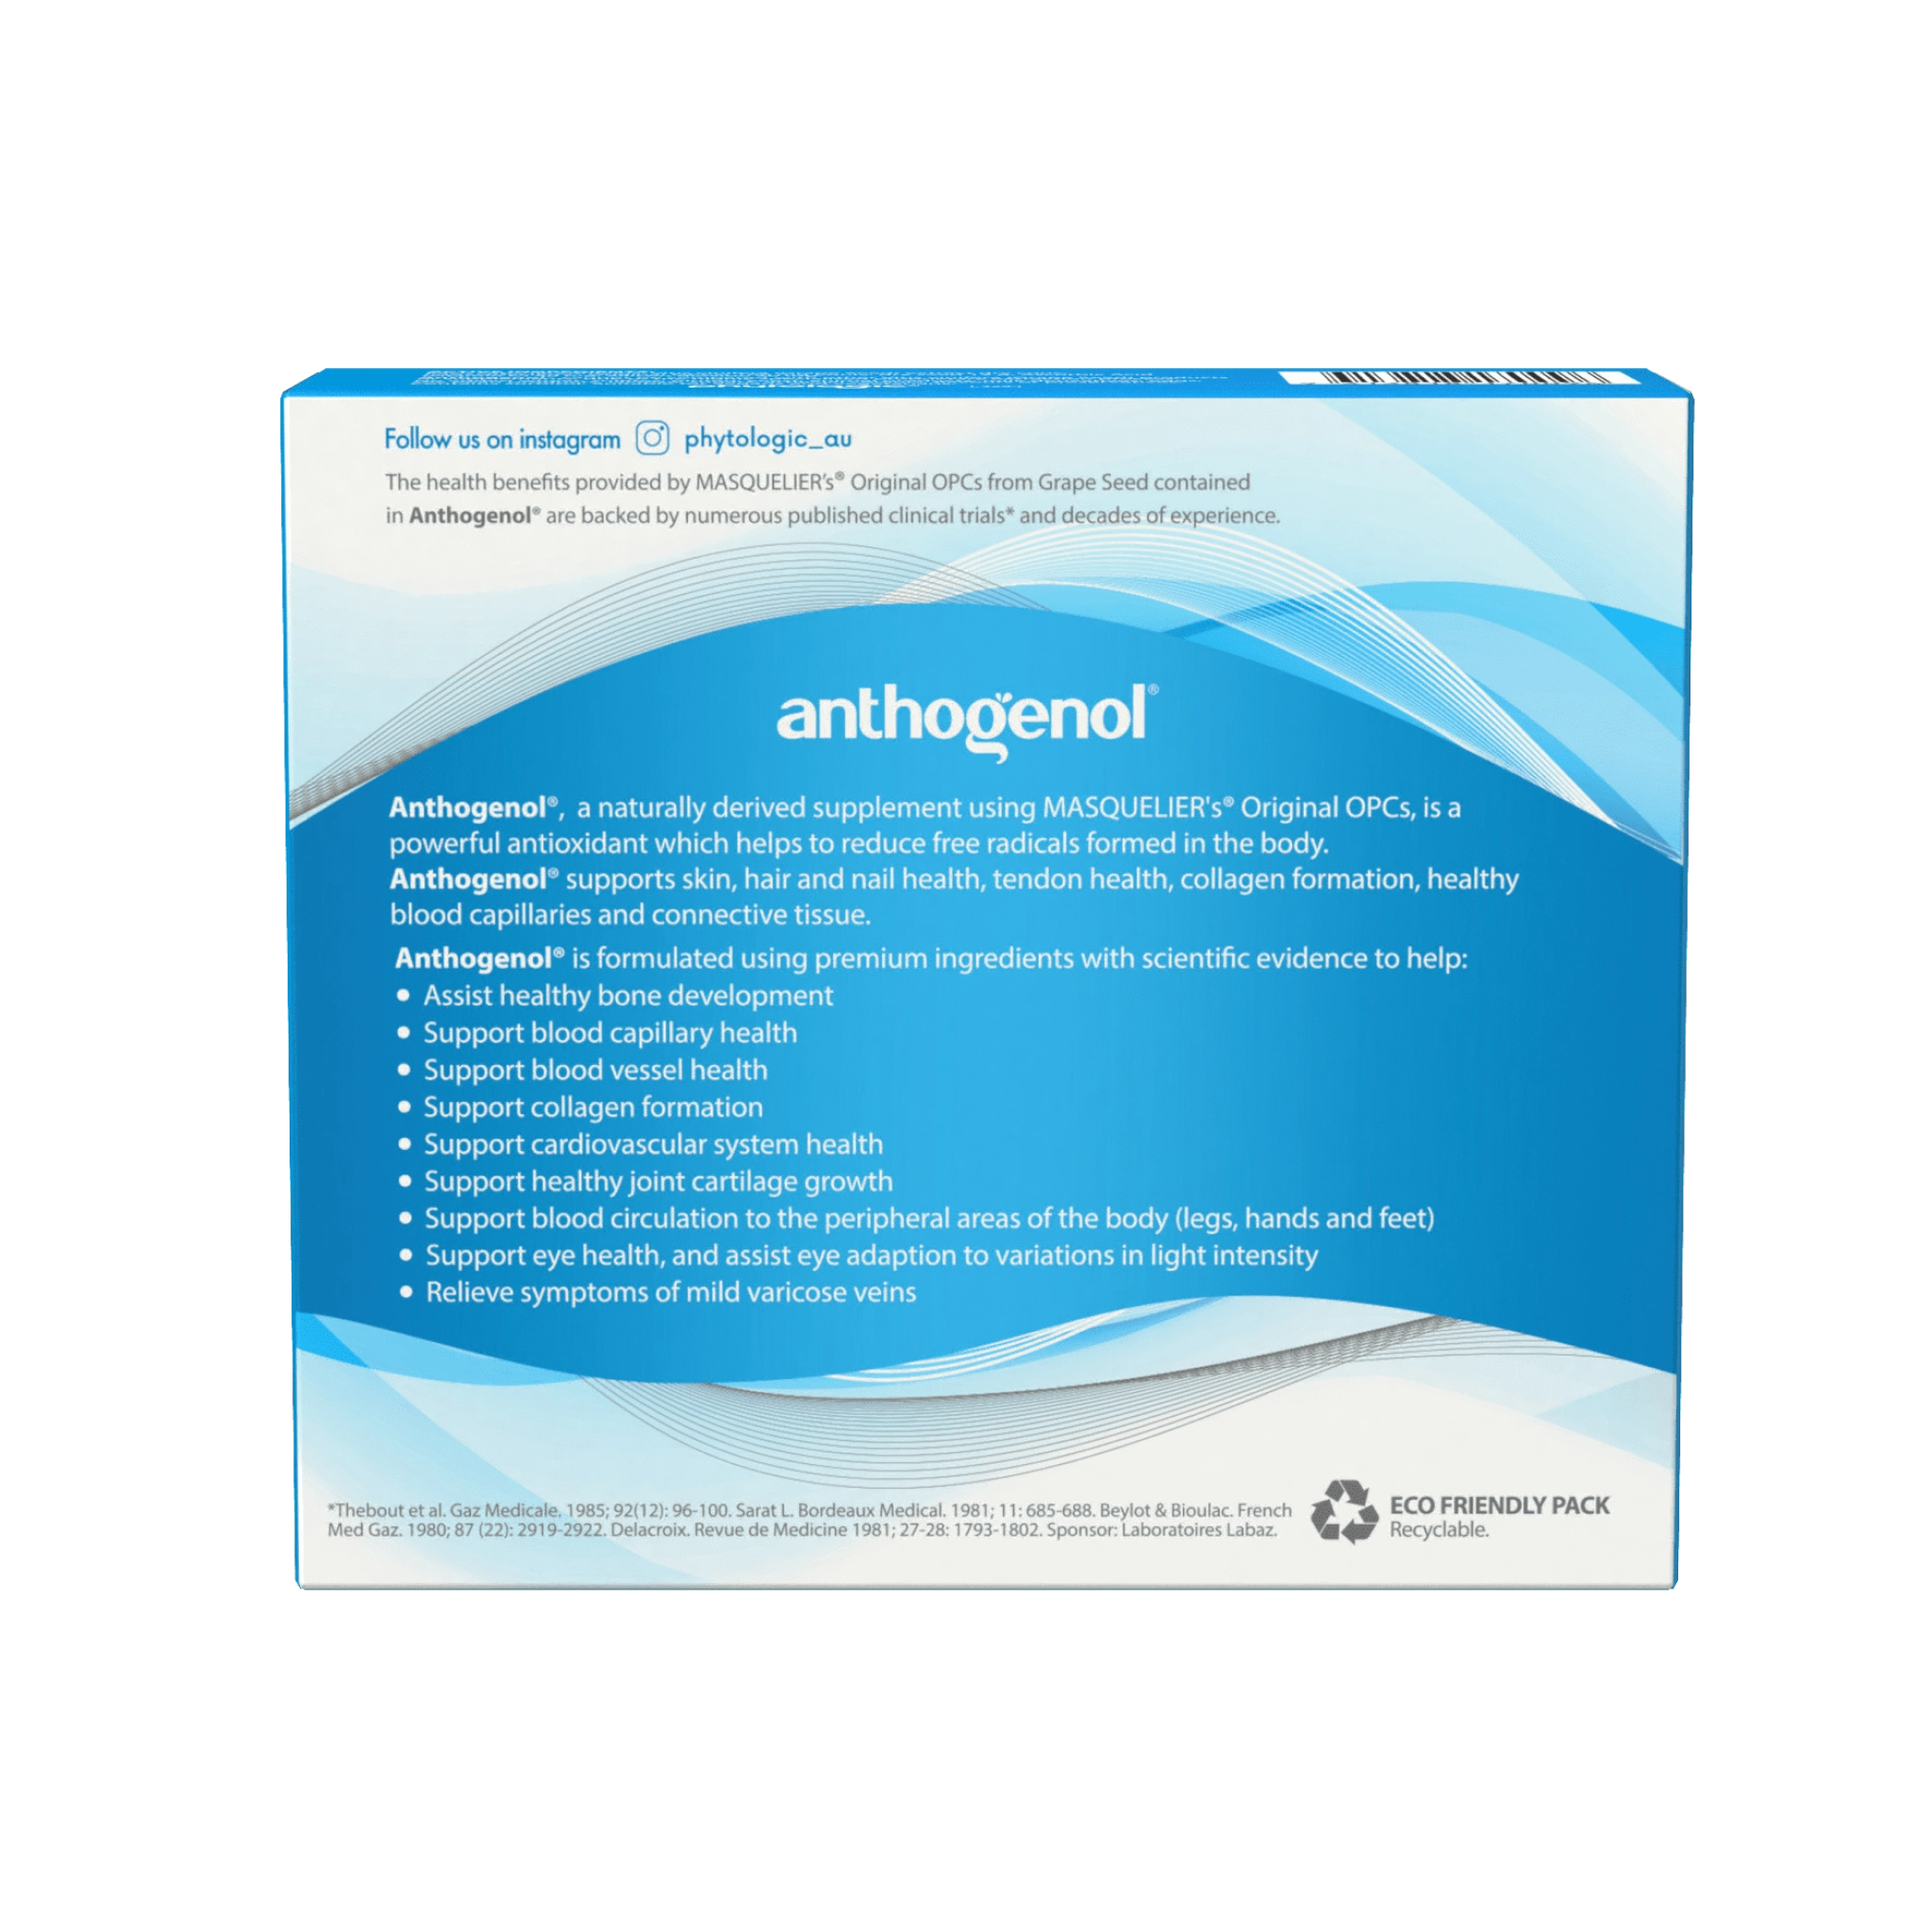 Follow us on instagram phytologic_au
The health benefits provided by MASQUELIER's® Original OPCs from Grape Seed contained
in Anthogenol® are backed by numerous published clinical trials* and decades of experience.
anthogenol®
Anthogenol®, a naturally derived supplement using MASQUELIER's® Original OPCs, is a
powerful antioxidant which helps to reduce free radicals formed in the body.
Anthogenol® supports skin, hair and nail health, tendon health, collagen formation, healthy
blood capillaries and connective tissue.
Anthogenol® is formulated using premium ingredients with scientific evidence to help:
• Assist healthy bone development
• Support blood capillary health
• Support blood vessel health
• Support collagen formation
• Support cardiovascular system health
• Support healthy joint cartilage growth
• Support blood circulation to the peripheral areas of the body (legs, hands and feet)
• Support eye health, and assist eye adaption to variations in light intensity
• Relieve symptoms of mild varicose veins
*Thebout et al. Gaz Medicale. 1985; 92(12): 96-100. Sarat L. Bordeaux Medical. 1981; 11: 685-688. Beylot & Bioulac. French
Med Gaz. 1980; 87 (22): 2919-2922. Delacroix. Revue de Medicine 1981; 27-28: 1793-1802. Sponsor: Laboratoires Labaz.
ECO FRIENDLY PACK
Recyclable.